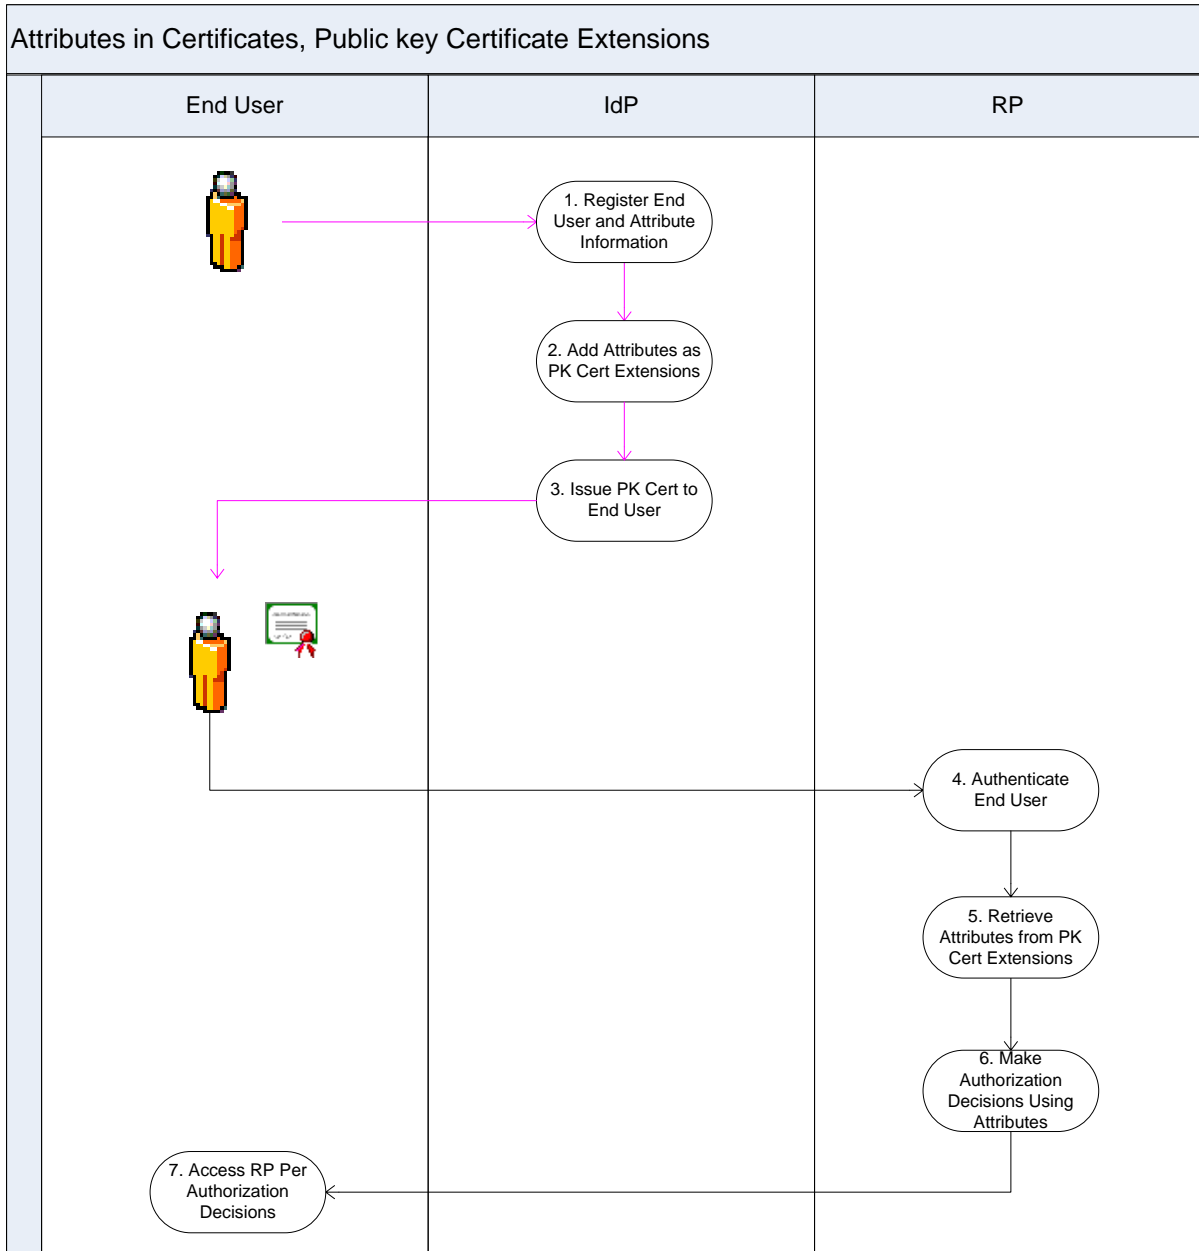 Attributes in Certificates, Public key Certificate Extensions
End User
IdP
RP
1. Register End
User and Attribute
Information
2. Add Attributes as
PK Cert Extensions
3. Issue PK Cert to
End User
4. Authenticate
End User
5. Retrieve
Attributes from PK
Cert Extensions
6. Make
Authorization
Decisions Using
Attributes
7. Access RP Per
Authorization
Decisions